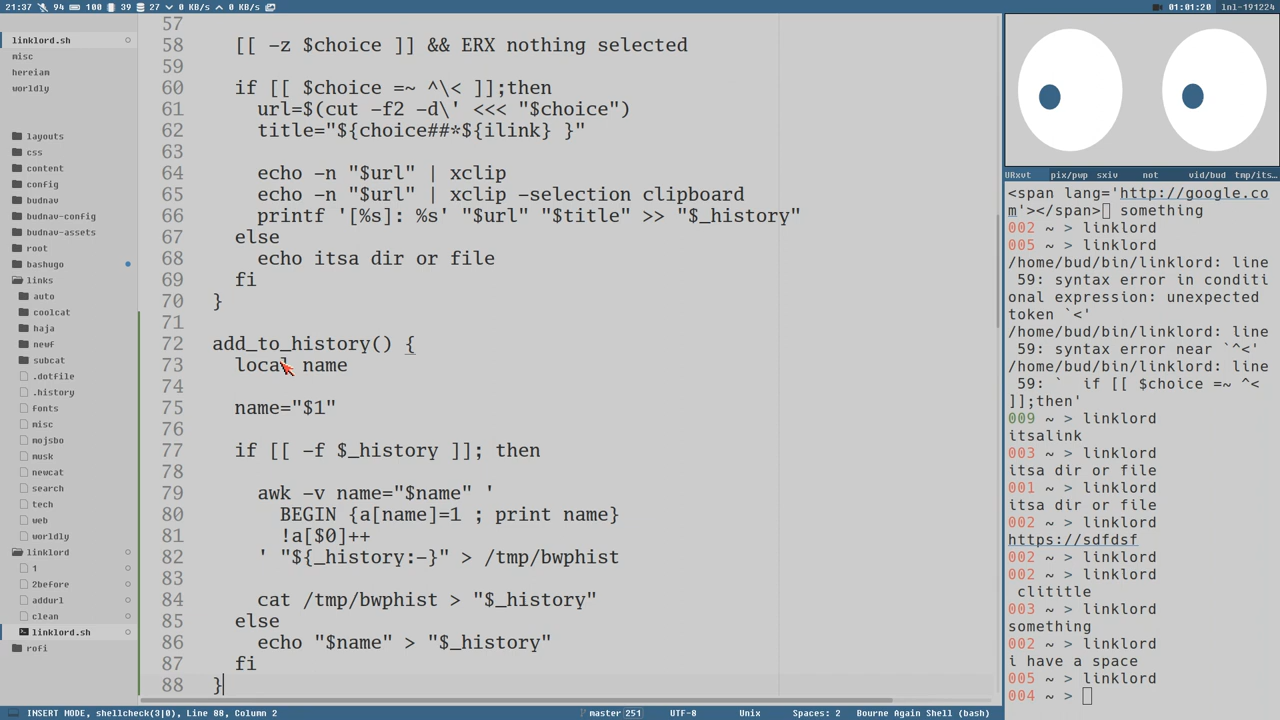 21:37 94 100 39 27 0 KB/s 0 KB/s
01:01:20 lnl-191224
linklord.sh
misc
hereiam
worldly
layouts
css
content
config
budnav
budnav-config
budnav-assets
root
bashugo
links
auto
coolcat
haja
newf
subcat
.dotfile
.history
fonts
misc
mojsbo
musk
newcat
search
tech
web
worldly
linklord
1
2before
addurl
clean
linklord.sh
rofi
57
58 [[ -z $choice ]] && ERX nothing selected
59
60 if [[ $choice =~ ^\< ]];then
61 url=$(cut -f2 -d\' <<< "$choice")
62 title="${choice##*${ilink} }"
63
64 echo -n "$url" | xclip
65 echo -n "$url" | xclip -selection clipboard
66 printf '[%s]: %s' "$url" "$title" >> "$_history"
67 else
68 echo itsa dir or file
69 fi
70 }
71
72 add_to_history() {
73 local name
74
75 name="$1"
76
77 if [[ -f $_history ]]; then
78
79 awk -v name="$name" '
80 BEGIN {a[name]=1 ; print name}
81 !a[$0]++
82 ' "${_history:-}" > /tmp/bwphist
83
84 cat /tmp/bwphist > "$_history"
85 else
86 echo "$name" > "$_history"
87 fi
88 }
URxvt pix/pwp sxiv not vid/bud tmp/its…
<span lang='http://google.co
m'></span> something
002 ~ > linklord
005 ~ > linklord
/home/bud/bin/linklord: line
59: syntax error in conditi
onal expression: unexpected
token `<'
/home/bud/bin/linklord: line
59: syntax error near `^<'
/home/bud/bin/linklord: line
59: `  if [[ $choice =~ ^<
]];then'
009 ~ > linklord
itsalink
003 ~ > linklord
itsa dir or file
001 ~ > linklord
itsa dir or file
002 ~ > linklord
https://sdfdsf
002 ~ > linklord
002 ~ > linklord
clititle
003 ~ > linklord
something
002 ~ > linklord
i have a space
005 ~ > linklord
004 ~ >
INSERT MODE, shellcheck(3|0), Line 88, Column 2 master 251 UTF-8 Unix Spaces: 2 Bourne Again Shell (bash)